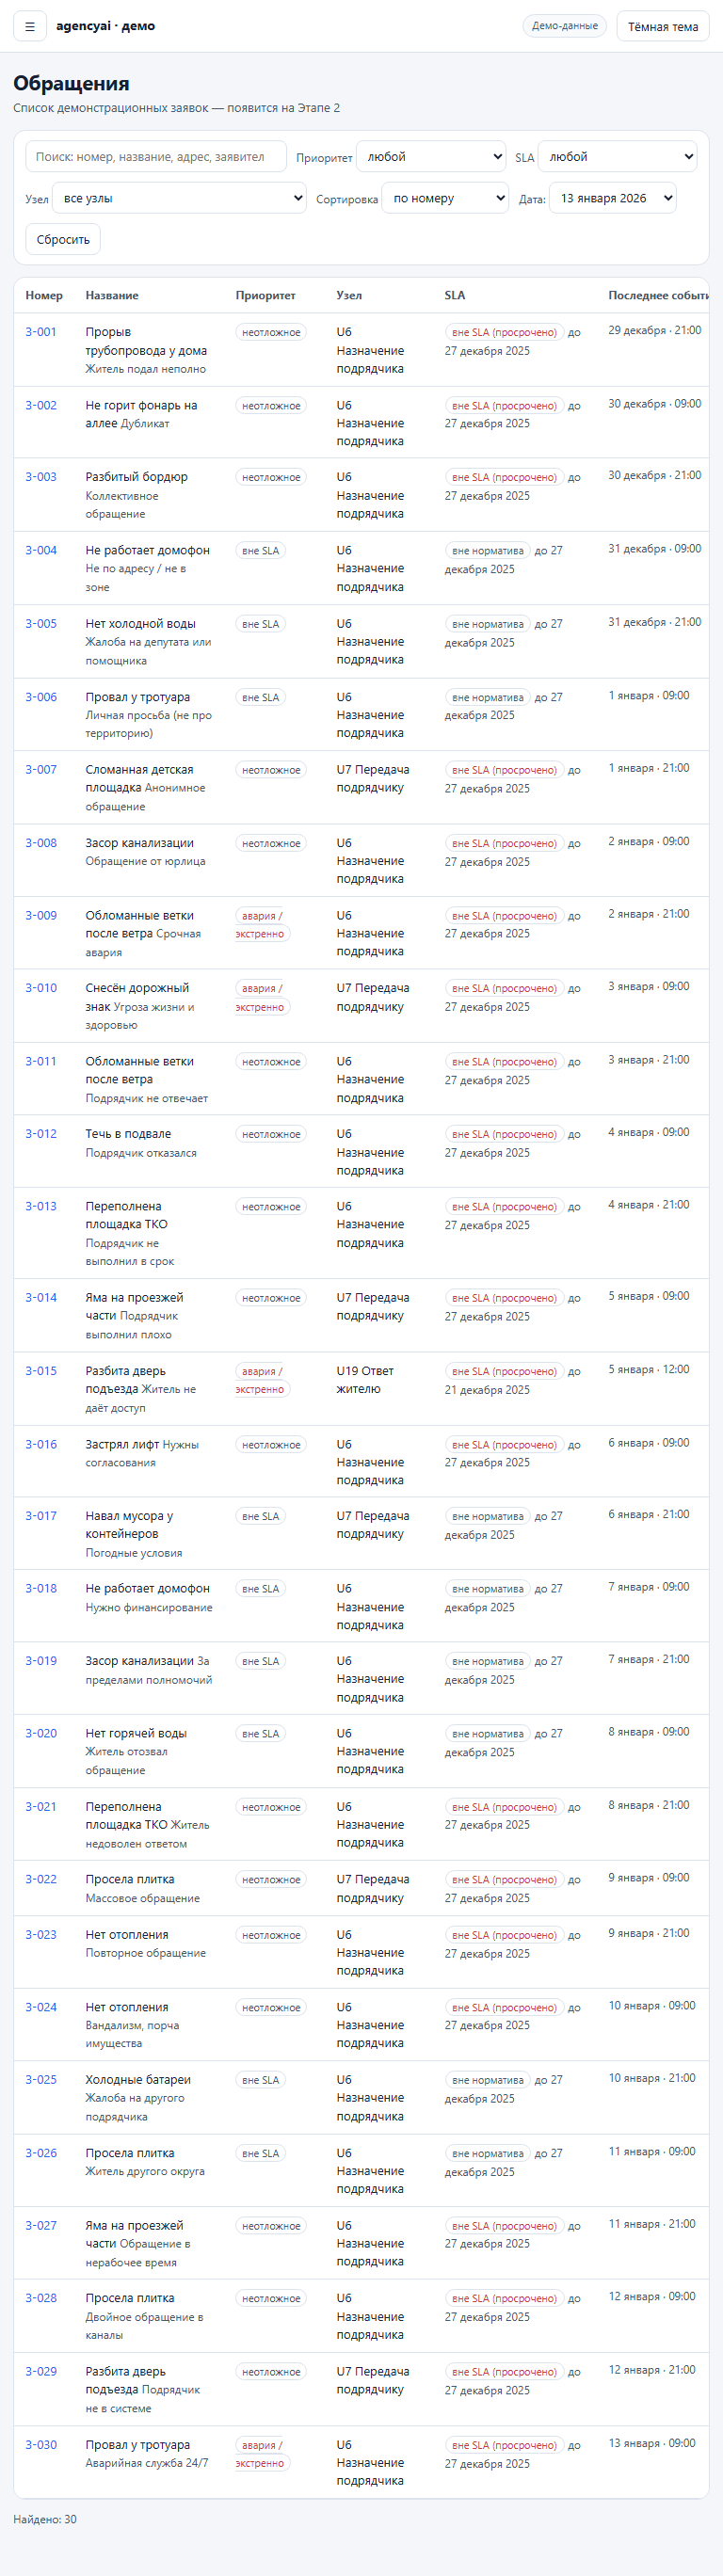 ☰ agencyai · демо Демо-данные Тёмная тема
Обращения
Список демонстрационных заявок — появится на Этапе 2
Поиск: номер, название, адрес, заявител Приоритет любой SLA любой
Узел все узлы Сортировка по номеру Дата: 13 января 2026
Сбросить
Номер Название Приоритет Узел SLA Последнее событи
З-001 Прорыв неотложное U6 вне SLA (просрочено) до 29 декабря · 21:00
трубопровода у дома Назначение 27 декабря 2025
Житель подал неполно подрядчика
З-002 Не горит фонарь на неотложное U6 вне SLA (просрочено) до 30 декабря · 09:00
аллее Дубликат Назначение 27 декабря 2025
подрядчика
З-003 Разбитый бордюр неотложное U6 вне SLA (просрочено) до 30 декабря · 21:00
Коллективное Назначение 27 декабря 2025
обращение подрядчика
З-004 Не работает домофон вне SLA U6 вне норматива до 27 31 декабря · 09:00
Не по адресу / не в Назначение декабря 2025
зоне подрядчика
З-005 Нет холодной воды вне SLA U6 вне норматива до 27 31 декабря · 21:00
Жалоба на депутата или Назначение декабря 2025
помощника подрядчика
З-006 Провал у тротуара вне SLA U6 вне норматива до 27 1 января · 09:00
Личная просьба (не про Назначение декабря 2025
территорию) подрядчика
З-007 Сломанная детская неотложное U7 Передача вне SLA (просрочено) до 1 января · 21:00
площадка Анонимное подрядчику 27 декабря 2025
обращение
З-008 Засор канализации неотложное U6 вне SLA (просрочено) до 2 января · 09:00
Обращение от юрлица Назначение 27 декабря 2025
подрядчика
З-009 Обломанные ветки авария / U6 вне SLA (просрочено) до 2 января · 21:00
после ветра Срочная экстренно Назначение 27 декабря 2025
авария подрядчика
З-010 Снесён дорожный авария / U7 Передача вне SLA (просрочено) до 3 января · 09:00
знак Угроза жизни и экстренно подрядчику 27 декабря 2025
здоровью
З-011 Обломанные ветки неотложное U6 вне SLA (просрочено) до 3 января · 21:00
после ветра Назначение 27 декабря 2025
Подрядчик не отвечает подрядчика
З-012 Течь в подвале неотложное U6 вне SLA (просрочено) до 4 января · 09:00
Подрядчик отказался Назначение 27 декабря 2025
подрядчика
З-013 Переполнена неотложное U6 вне SLA (просрочено) до 4 января · 21:00
площадка ТКО Назначение 27 декабря 2025
Подрядчик не подрядчика
выполнил в срок
З-014 Яма на проезжей неотложное U7 Передача вне SLA (просрочено) до 5 января · 09:00
части Подрядчик подрядчику 27 декабря 2025
выполнил плохо
З-015 Разбита дверь авария / U19 Ответ вне SLA (просрочено) до 5 января · 12:00
подъезда Житель не экстренно жителю 21 декабря 2025
даёт доступ
З-016 Застрял лифт Нужны неотложное U6 вне SLA (просрочено) до 6 января · 09:00
согласования Назначение 27 декабря 2025
подрядчика
З-017 Навал мусора у вне SLA U7 Передача вне норматива до 27 6 января · 21:00
контейнеров подрядчику декабря 2025
Погодные условия
З-018 Не работает домофон вне SLA U6 вне норматива до 27 7 января · 09:00
Нужно финансирование Назначение декабря 2025
подрядчика
З-019 Засор канализации За вне SLA U6 вне норматива до 27 7 января · 21:00
пределами полномочий Назначение декабря 2025
подрядчика
З-020 Нет горячей воды вне SLA U6 вне норматива до 27 8 января · 09:00
Житель отозвал Назначение декабря 2025
обращение подрядчика
З-021 Переполнена неотложное U6 вне SLA (просрочено) до 8 января · 21:00
площадка ТКО Житель Назначение 27 декабря 2025
недоволен ответом подрядчика
З-022 Просела плитка неотложное U7 Передача вне SLA (просрочено) до 9 января · 09:00
Массовое обращение подрядчику 27 декабря 2025
З-023 Нет отопления неотложное U6 вне SLA (просрочено) до 9 января · 21:00
Повторное обращение Назначение 27 декабря 2025
подрядчика
З-024 Нет отопления неотложное U6 вне SLA (просрочено) до 10 января · 09:00
Вандализм, порча Назначение 27 декабря 2025
имущества подрядчика
З-025 Холодные батареи вне SLA U6 вне норматива до 27 10 января · 21:00
Жалоба на другого Назначение декабря 2025
подрядчика подрядчика
З-026 Просела плитка вне SLA U6 вне норматива до 27 11 января · 09:00
Житель другого округа Назначение декабря 2025
подрядчика
З-027 Яма на проезжей неотложное U6 вне SLA (просрочено) до 11 января · 21:00
части Обращение в Назначение 27 декабря 2025
нерабочее время подрядчика
З-028 Просела плитка неотложное U6 вне SLA (просрочено) до 12 января · 09:00
Двойное обращение в Назначение 27 декабря 2025
каналы подрядчика
З-029 Разбита дверь неотложное U7 Передача вне SLA (просрочено) до 12 января · 21:00
подъезда Подрядчик подрядчику 27 декабря 2025
не в системе
З-030 Провал у тротуара авария / U6 вне SLA (просрочено) до 13 января · 09:00
Аварийная служба 24/7 экстренно Назначение 27 декабря 2025
подрядчика
Найдено: 30